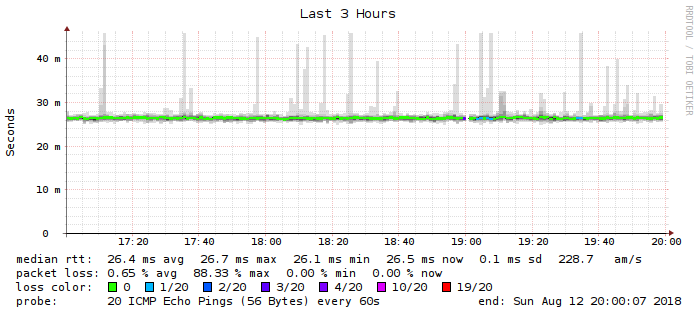 Last 3 Hours
RRDTOOL / TOBI OETIKER
Seconds
40 m
30 m
20 m
10 m
0
17:20 17:40 18:00 18:20 18:40 19:00 19:20 19:40 20:00
median rtt: 26.4 ms avg 26.7 ms max 26.1 ms min 26.5 ms now 0.1 ms sd 228.7 am/s
packet loss: 0.65 % avg 88.33 % max 0.00 % min 0.00 % now
loss color: 0 1/20 2/20 3/20 4/20 10/20 19/20
probe: 20 ICMP Echo Pings (56 Bytes) every 60s end: Sun Aug 12 20:00:07 2018